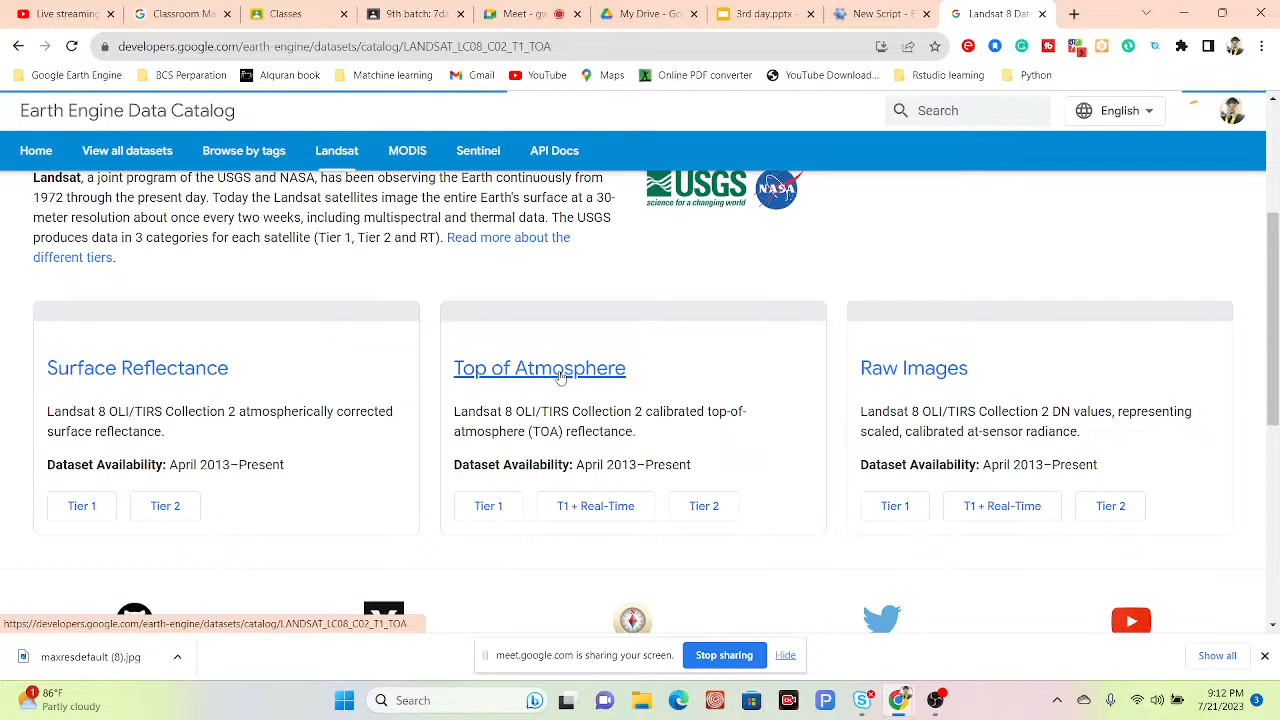 Live streaming
Classroom Ma
Classes
9th batch: 7da
Meet - gw
My Drive - Go
3rd day.pptx
New Script - E
Landsat 8 Dat
developers.google.com/earth-engine/datasets/catalog/LANDSAT_LC08_C02_T1_TOA
3
Google Earth Engine
BCS Perparation
Alquran book
Matchine learning
Gmail
YouTube
Maps
Online PDF converter
YouTube Download...
Rstudio learning
Python
Earth Engine Data Catalog
Search
English
Home
View all datasets
Browse by tags
Landsat
MODIS
Sentinel
API Docs
Landsat, a joint program of the USGS and NASA, has been observing the Earth continuously from
1972 through the present day. Today the Landsat satellites image the entire Earth's surface at a 30-
meter resolution about once every two weeks, including multispectral and thermal data. The USGS
produces data in 3 categories for each satellite (Tier 1, Tier 2 and RT). Read more about the
different tiers.
USGS
science for a changing world
NASA
Surface Reflectance
Landsat 8 OLI/TIRS Collection 2 atmospherically corrected
surface reflectance.
Dataset Availability: April 2013–Present
Tier 1
Tier 2
Top of Atmosphere
Landsat 8 OLI/TIRS Collection 2 calibrated top-of-
atmosphere (TOA) reflectance.
Dataset Availability: April 2013–Present
Tier 1
T1 + Real-Time
Tier 2
Raw Images
Landsat 8 OLI/TIRS Collection 2 DN values, representing
scaled, calibrated at-sensor radiance.
Dataset Availability: April 2013–Present
Tier 1
T1 + Real-Time
Tier 2
https://developers.google.com/earth-engine/datasets/catalog/LANDSAT_LC08_C02_T1_TOA
maxresdefault (8).jpg
meet.google.com is sharing your screen.
Stop sharing
Hide
Show all
1
86°F
Partly cloudy
Search
9:12 PM
7/21/2023
3